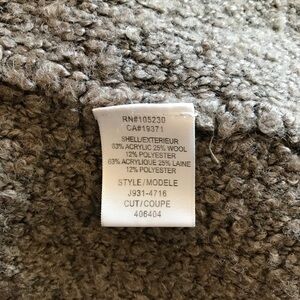 RN#105230
CA#19371
SHELL/EXTERIEUR
63% ACRYLIC 25% WOOL
12% POLYESTER
63% ACRYLIQUE 25% LAINE
12% POLYESTER
STYLE/MODELE
J931-4716
CUT/COUPE
406404